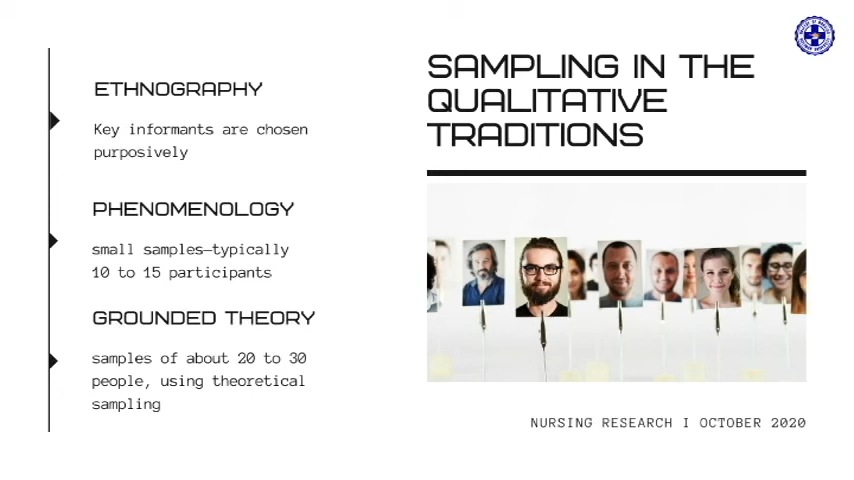 ETHNOGRAPHY
Key informants are chosen
purposively
PHENOMENOLOGY
small samples—typically
10 to 15 participants
GROUNDED THEORY
samples of about 20 to 30
people, using theoretical
sampling
SAMPLING IN THE
QUALITATIVE
TRADITIONS
NURSING RESEARCH I OCTOBER 2020